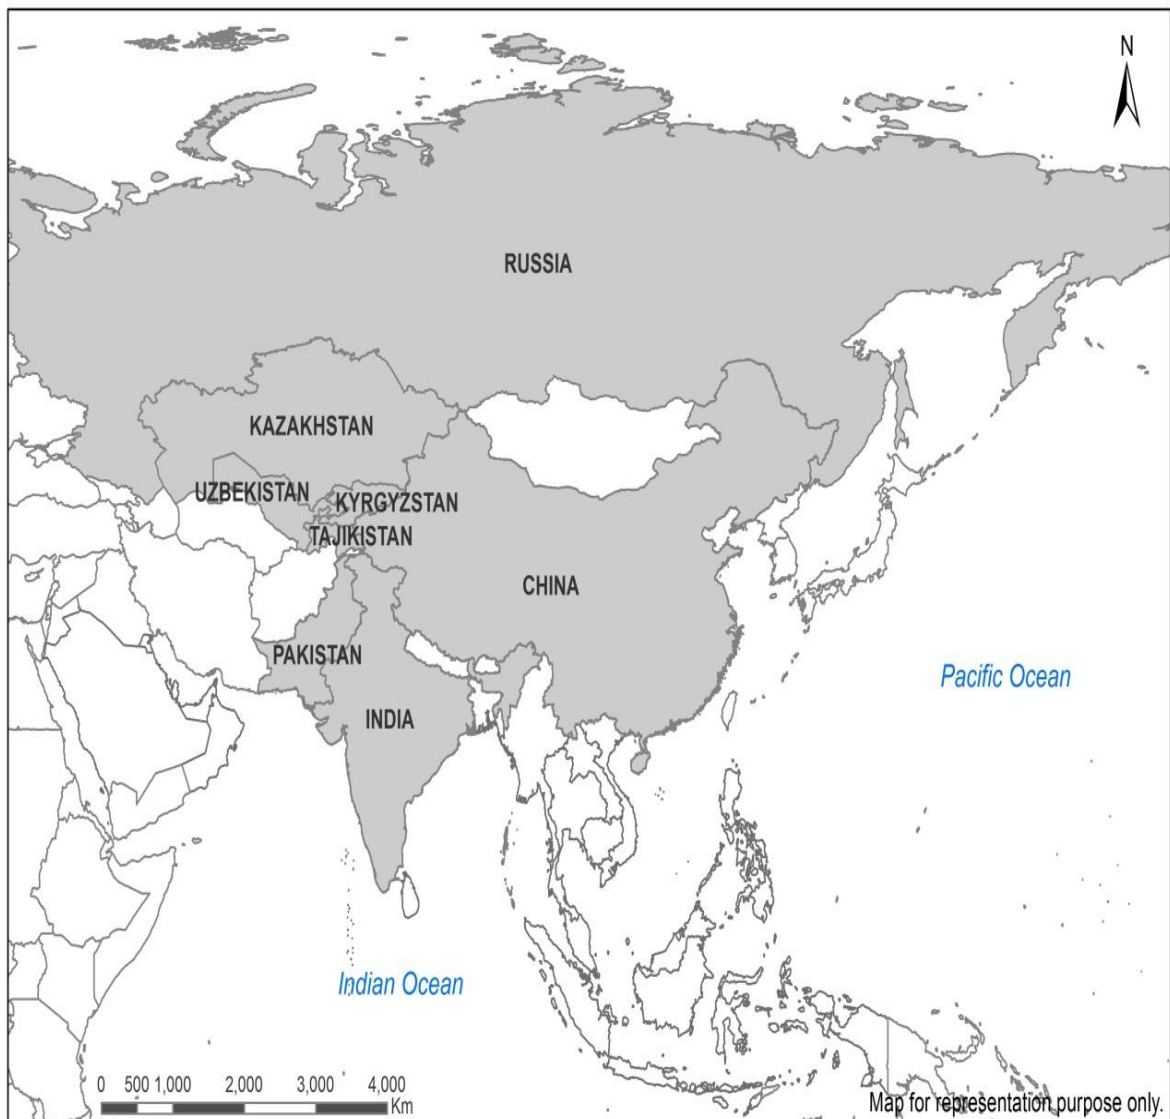 N
RUSSIA
KAZAKHSTAN
UZBEKISTAN
KYRGYZSTAN
TAJIKISTAN
CHINA
PAKISTAN
INDIA
Pacific Ocean
Indian Ocean
0 500 1,000 2,000 3,000 4,000
Km
Map for representation purpose only.